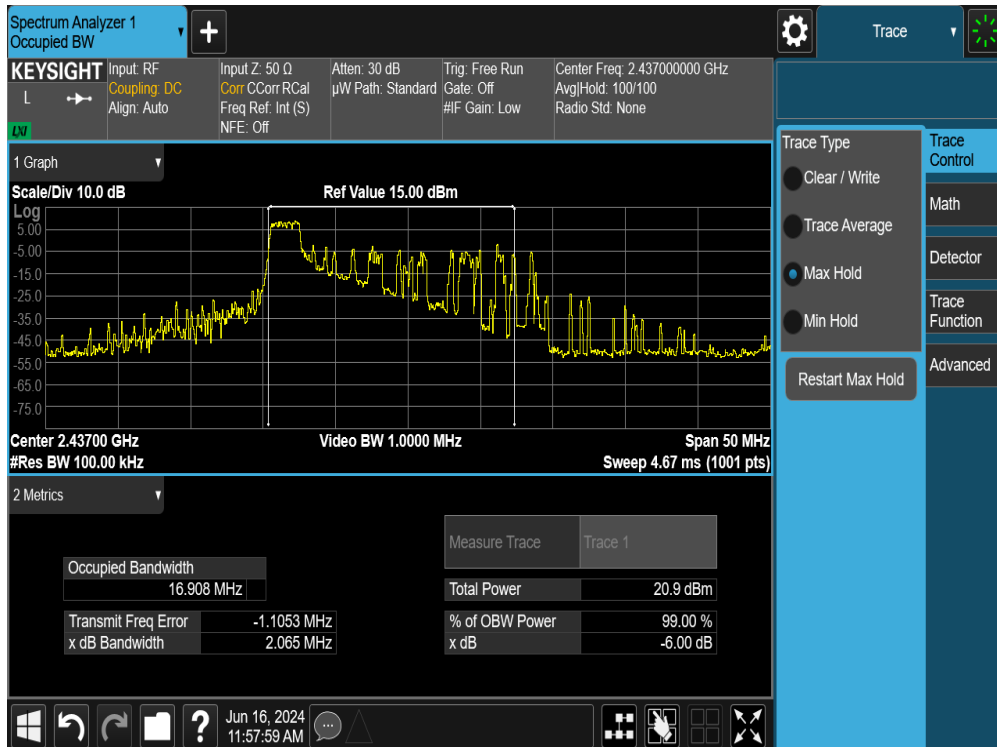 Spectrum Analyzer 1
Occupied BW
+
Trace
KEYSIGHT
L
LXI
Input: RF
Coupling: DC
Align: Auto
Input Z: 50 Ω
Corr CCorr RCal
Freq Ref: Int (S)
NFE: Off
Atten: 30 dB
µW Path: Standard
Trig: Free Run
Gate: Off
#IF Gain: Low
Center Freq: 2.437000000 GHz
Avg|Hold: 100/100
Radio Std: None
1 Graph
Scale/Div 10.0 dB
Ref Value 15.00 dBm
Log
5.00
-5.00
-15.0
-25.0
-35.0
-45.0
-55.0
-65.0
-75.0
Center 2.43700 GHz
Video BW 1.0000 MHz
Span 50 MHz
#Res BW 100.00 kHz
Sweep 4.67 ms (1001 pts)
2 Metrics
Measure Trace
Trace 1
Occupied Bandwidth
16.908 MHz
Total Power
20.9 dBm
Transmit Freq Error
-1.1053 MHz
% of OBW Power
99.00 %
x dB Bandwidth
2.065 MHz
x dB
-6.00 dB
Trace Type
Clear / Write
Trace Average
Max Hold
Min Hold
Restart Max Hold
Trace
Control
Math
Detector
Trace
Function
Advanced
?
Jun 16, 2024
11:57:59 AM